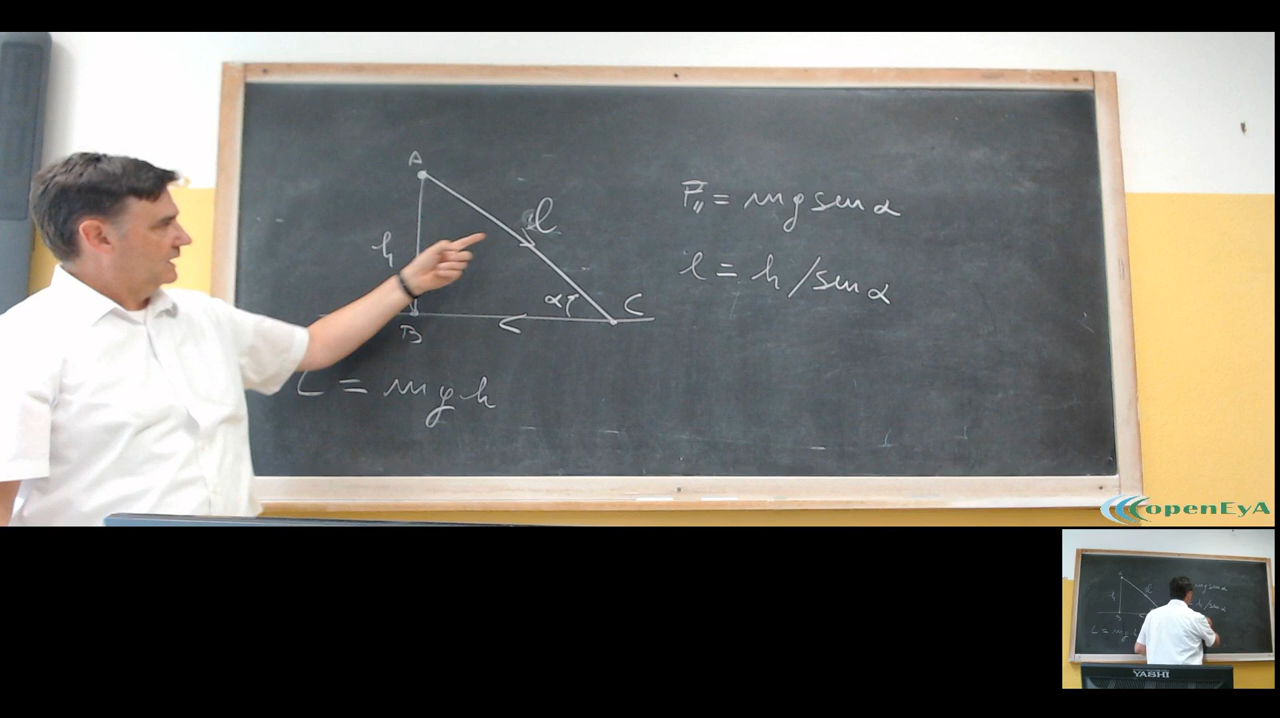 A
l
h
α
C
B
L = mgh
F∥ = mg sen α
l = h / sen α
openEyA
YASHI